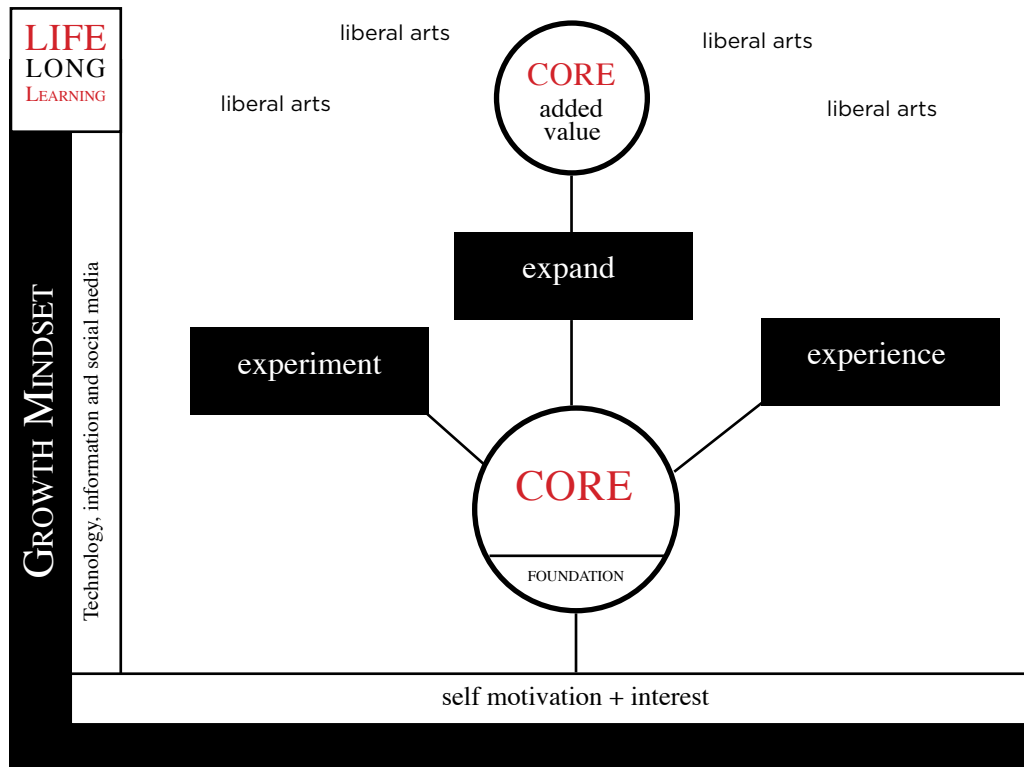 LIFE
LONG
LEARNING
liberal arts
liberal arts
liberal arts
liberal arts
CORE
added
value
expand
experiment
experience
CORE
FOUNDATION
GROWTH MINDSET
Technology, information and social media
self motivation + interest